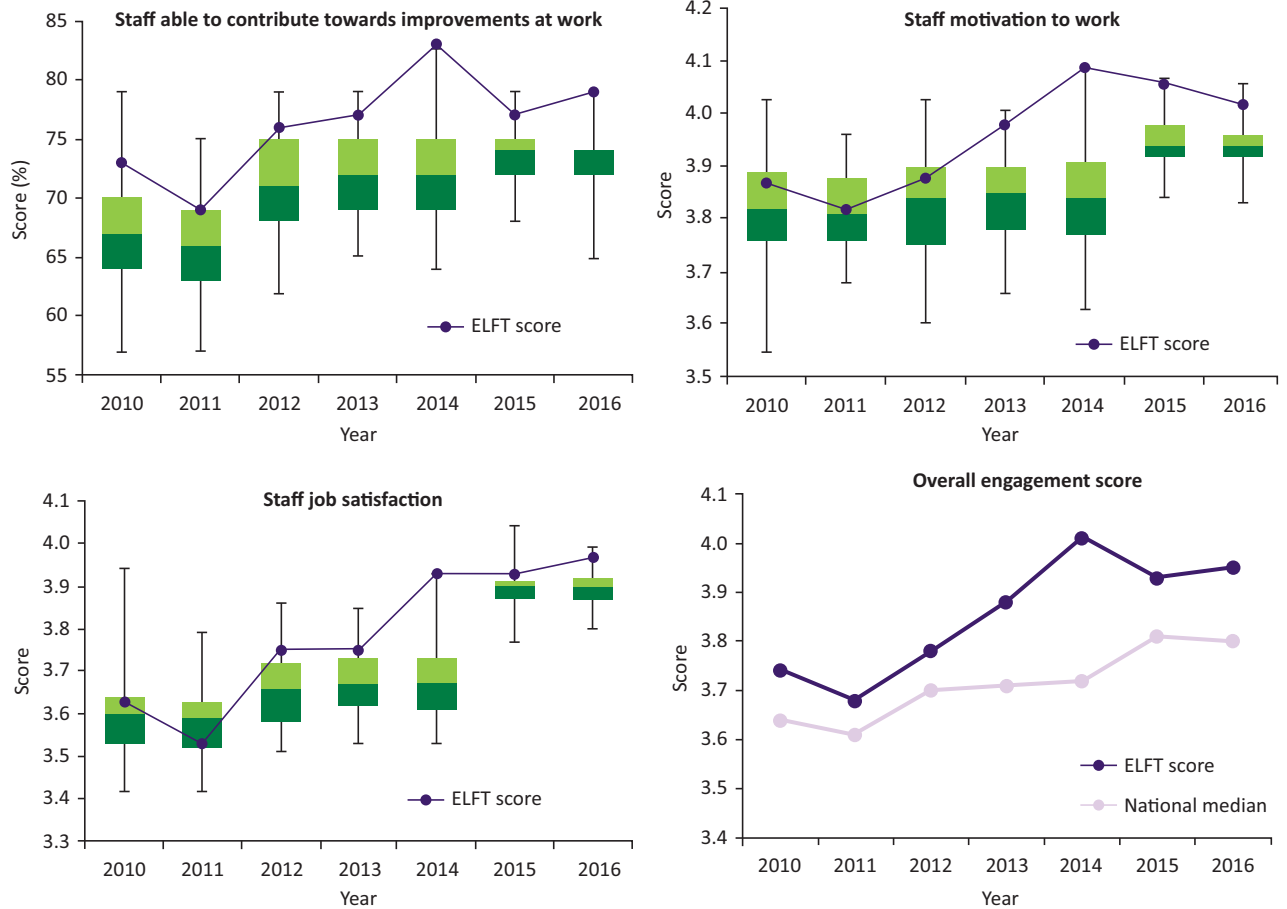 Staff able to contribute towards improvements at work
85
80
75
70
65
60
55
Score (%)
ELFT score
2010 2011 2012 2013 2014 2015 2016
Year
Staff motivation to work
4.2
4.1
4.0
3.9
3.8
3.7
3.6
3.5
Score
ELFT score
2010 2011 2012 2013 2014 2015 2016
Year
Staff job satisfaction
4.1
4.0
3.9
3.8
3.7
3.6
3.5
3.4
3.3
Score
ELFT score
2010 2011 2012 2013 2014 2015 2016
Year
Overall engagement score
4.1
4.0
3.9
3.8
3.7
3.6
3.5
3.4
Score
ELFT score
National median
2010 2011 2012 2013 2014 2015 2016
Year